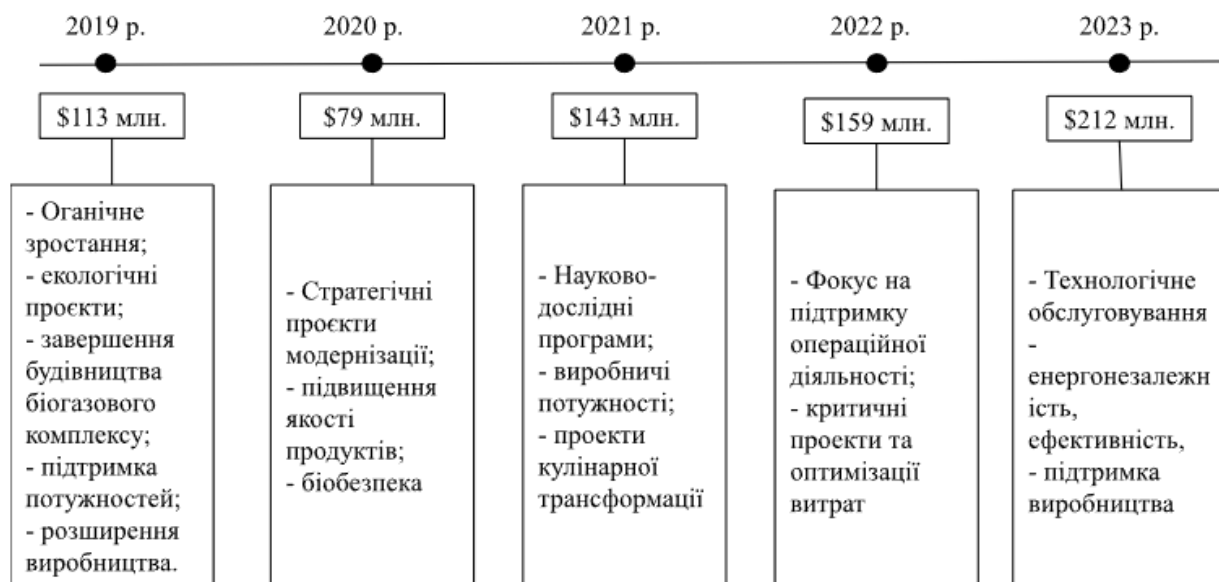 2019 р.
2020 р.
2021 р.
2022 р.
2023 р.
$113 млн.
$79 млн.
$143 млн.
$159 млн.
$212 млн.
- Оганічне
зростання;
- екологічні
проєкти;
- завершення
будівництва
біогазового
комплексу;
- підтримка
потужностей;
- розширення
виробництва.
- Стратегічні
проєкти
модернізації;
- підвищення
якості
продуктів;
- біобезпека
- Науково-
дослідні
програми;
- виробничі
потужності;
- проекти
кулінарної
трансформації
- Фокус на
підтримку
операційної
діяльності;
- критичні
проекти та
оптимізації
витрат
- Технологічне
обслуговування
-
енергонезалежн
ість,
ефективність,
- підтримка
виробництва